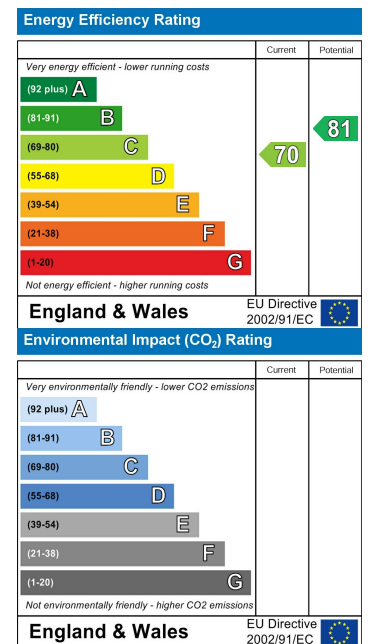 Energy Efficiency Rating
Current Potential
Very energy efficient - lower running costs
(92 plus) A
(81-91) B
81
(69-80) C
70
(55-68) D
(39-54) E
(21-38) F
(1-20) G
Not energy efficient - higher running costs
England & Wales
EU Directive
2002/91/EC
Environmental Impact (CO₂) Rating
Current Potential
Very environmentally friendly - lower CO2 emissions
(92 plus) A
(81-91) B
(69-80) C
(55-68) D
(39-54) E
(21-38) F
(1-20) G
Not environmentally friendly - higher CO2 emissions
England & Wales
EU Directive
2002/91/EC